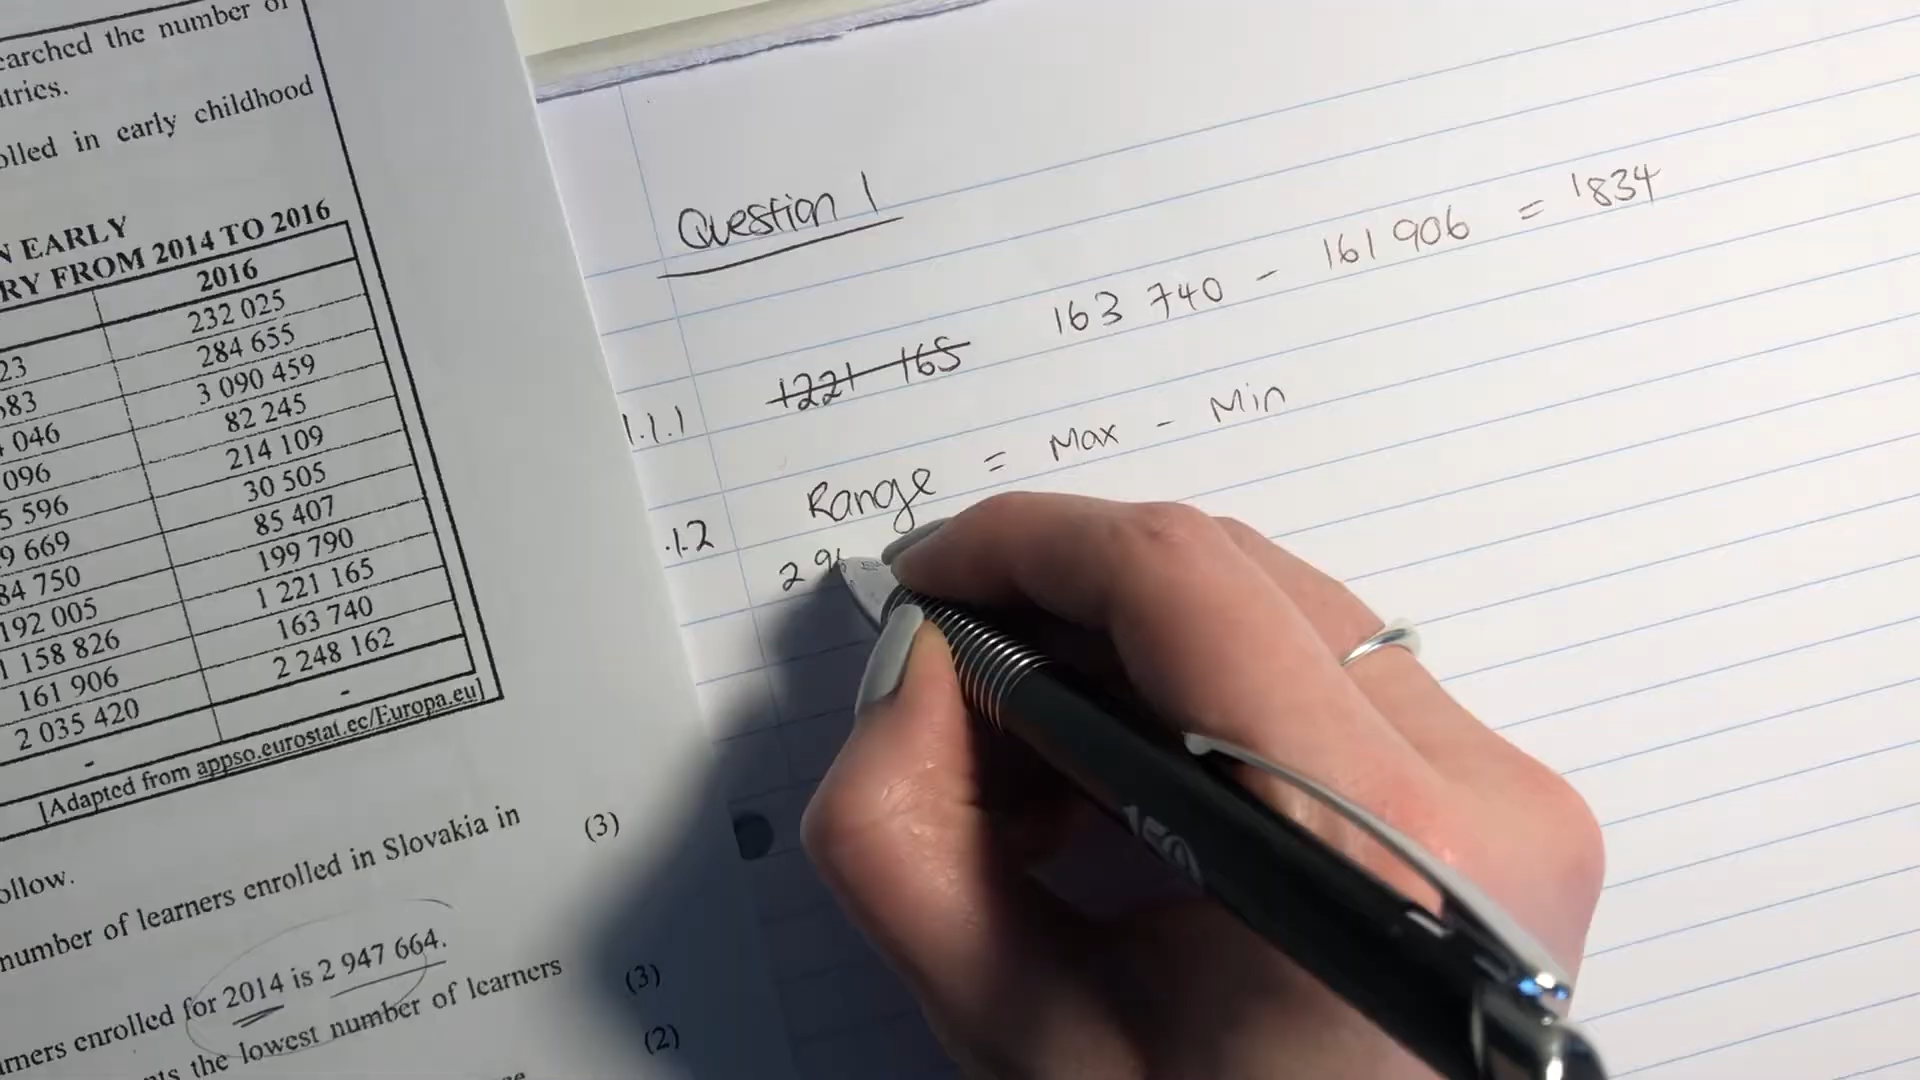 earched the number of
ntries.
olled in early childhood
N EARLY
RY FROM 2014 TO 2016
2016
232 025
23 284 655
683 3 090 459
046 82 245
096 214 109
5 596 30 505
9 669 85 407
84 750 199 790
192 005 1 221 165
1 158 826 163 740
161 906 2 248 162
2 035 420 -
-
[Adapted from appso.eurostat.ec/Europa.eu]
ollow.
number of learners enrolled in Slovakia in (3)
arners enrolled for 2014 is 2 947 664. (3)
nts the lowest number of learners (2)
Question 1
1.1.1 1221 165 163 740 - 161 906 = 1834
.1.2 Range = Max - Min
2 9